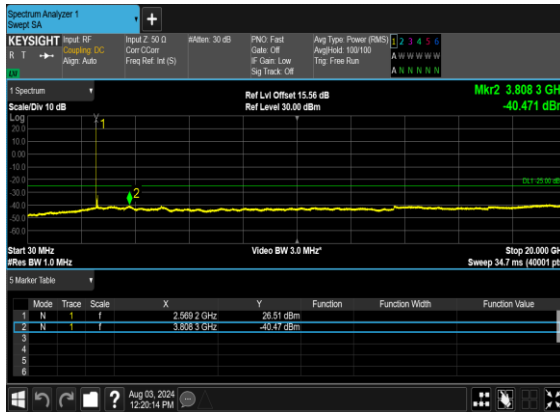 Spectrum Analyzer 1
Swept SA
+
KEYSIGHT Input: RF Input Z: 50 Ω #Atten: 30 dB PNO: Fast Avg Type: Power (RMS) 1 2 3 4 5 6
R T Coupling: DC Corr CCorr Gate: Off Avg|Hold: 100/100 A W W W W W
Align: Auto Freq Ref: Int (S) IF Gain: Low Trig: Free Run
Sig Track: Off A N N N N N
1 Spectrum Ref Lvl Offset 15.56 dB Mkr2 3.808 3 GH
Scale/Div 10 dB Ref Level 30.00 dBm -40.471 dBr
Log
20.0
10.0
0.00
-10.0
-20.0
DL1 -25.00 dB
-30.0
-40.0
-50.0
-60.0
1
2
Start 30 MHz Video BW 3.0 MHz* Stop 20.000 GH
#Res BW 1.0 MHz Sweep 34.7 ms (40001 pt
5 Marker Table
Mode Trace Scale X Y Function Function Width Function Value
1 N 1 f 2.569 2 GHz 26.51 dBm
2 N 1 f 3.808 3 GHz -40.47 dBm
3
4
5
6
? Aug 03, 2024
12:20:14 PM